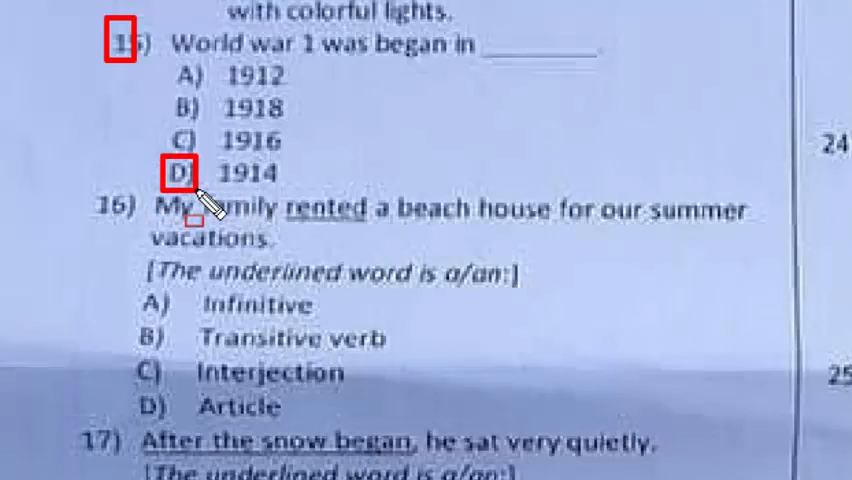 with colorful lights.
15) World war 1 was began in ________.
A) 1912
B) 1918
C) 1916
D) 1914
24
16) My family rented a beach house for our summer
vacations.
[The underlined word is a/an:]
A) Infinitive
B) Transitive verb
C) Interjection
25
D) Article
17) After the snow began, he sat very quietly.
[The underlined word is a/an:]